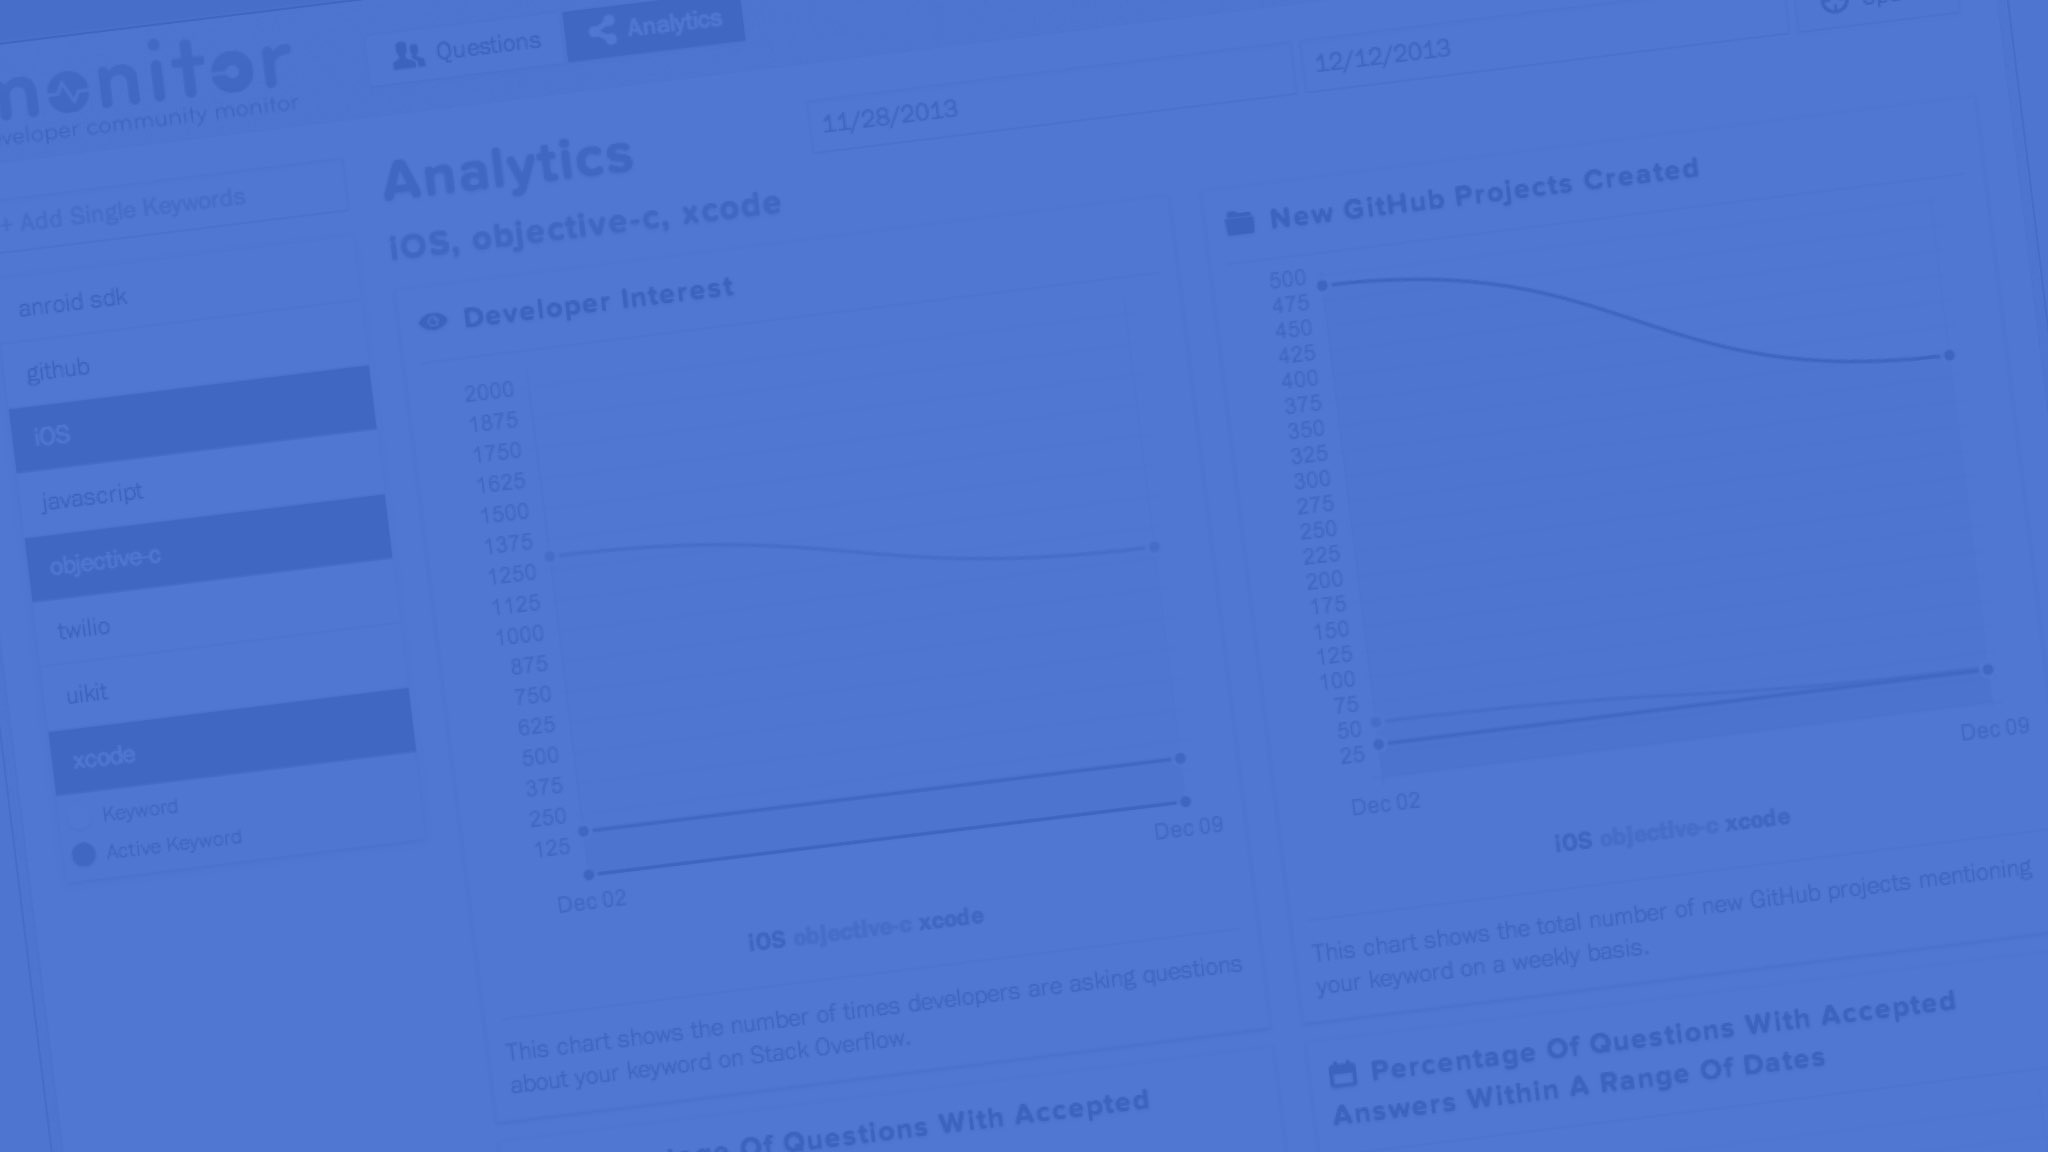 monitor
veloper community monitor
Questions
Analytics
11/28/2013
12/12/2013
+ Add Single Keywords
anroid sdk
github
iOS
javascript
objective-c
twilio
uikit
xcode
Keyword
Active Keyword
Analytics
iOS, objective-c, xcode
Developer Interest
2000
1875
1750
1625
1500
1375
1250
1125
1000
875
750
625
500
375
250
125
Dec 02
Dec 09
iOS objective-c xcode
This chart shows the number of times developers are asking questions
about your keyword on Stack Overflow.
New GitHub Projects Created
500
475
450
425
400
375
350
325
300
275
250
225
200
175
150
125
100
75
50
25
Dec 02
Dec 09
iOS objective-c xcode
This chart shows the total number of new GitHub projects mentioning
your keyword on a weekly basis.
Of Questions With Accepted
Percentage Of Questions With Accepted
Answers Within A Range Of Dates